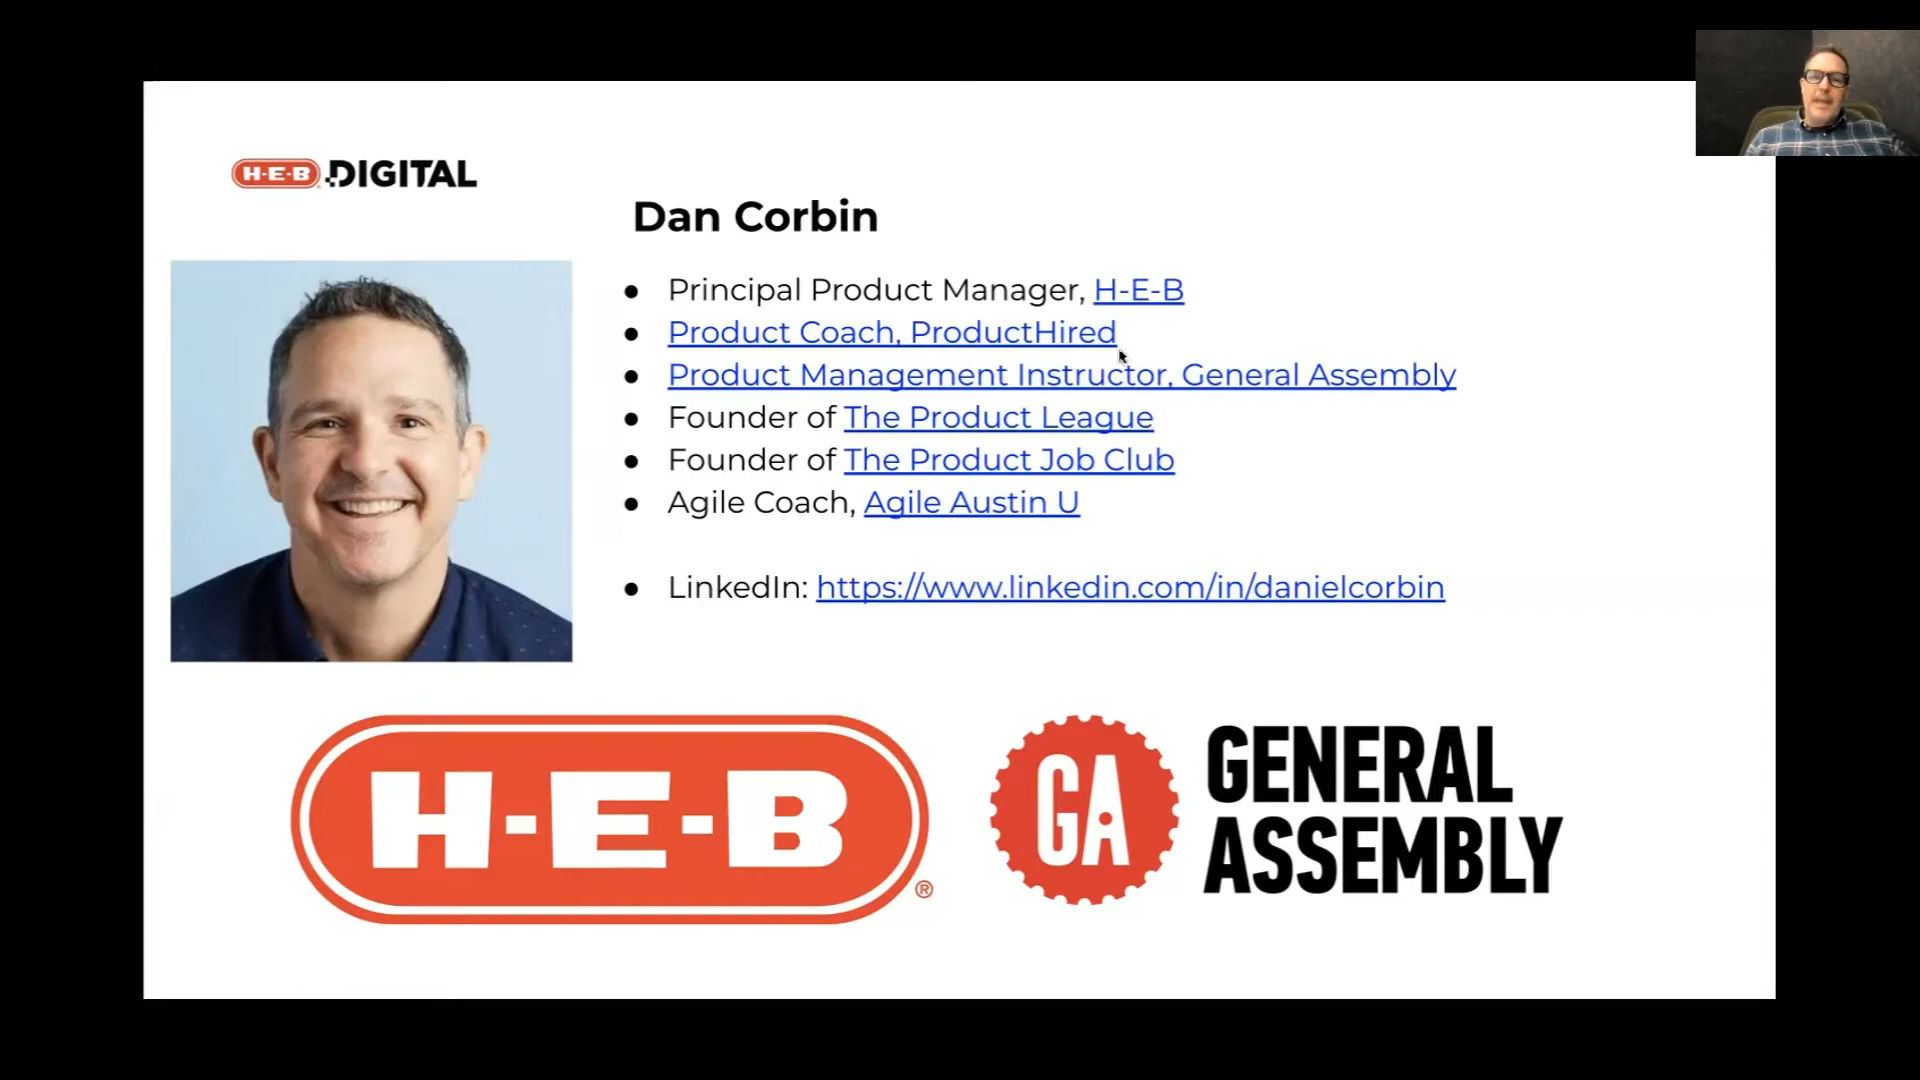 H-E-B DIGITAL
Dan Corbin
● Principal Product Manager, H-E-B
● Product Coach, ProductHired
● Product Management Instructor, General Assembly
● Founder of The Product League
● Founder of The Product Job Club
● Agile Coach, Agile Austin U
● LinkedIn: https://www.linkedin.com/in/danielcorbin
H-E-B ®
GA
GENERAL
ASSEMBLY